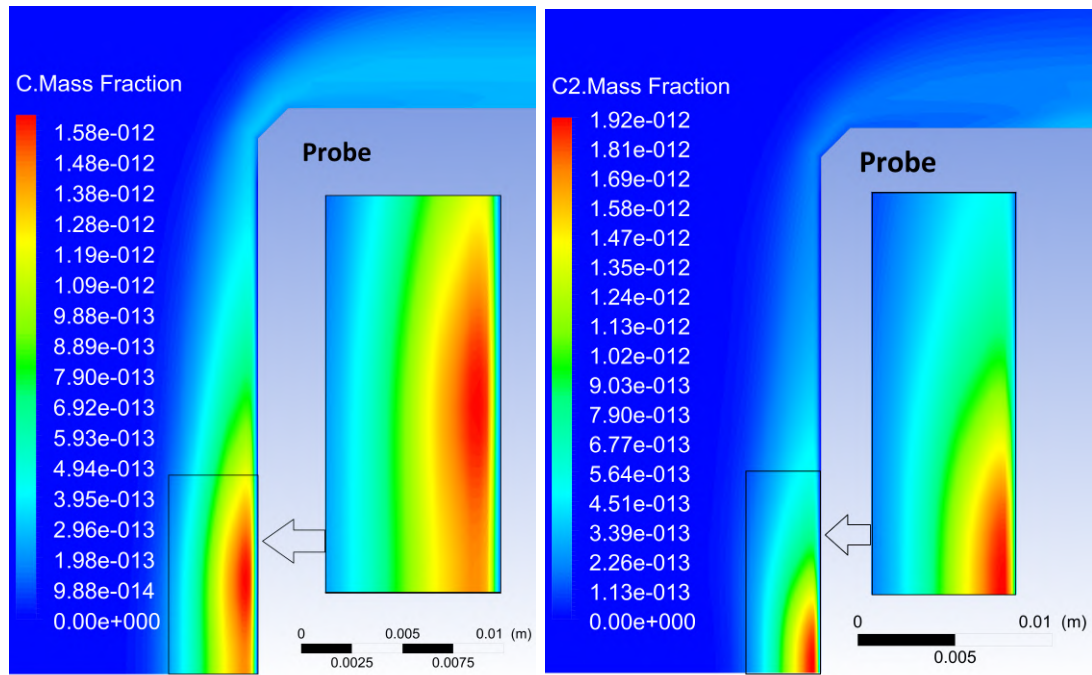 C.Mass Fraction
1.58e-012
1.48e-012
1.38e-012
1.28e-012
1.19e-012
1.09e-012
9.88e-013
8.89e-013
7.90e-013
6.92e-013
5.93e-013
4.94e-013
3.95e-013
2.96e-013
1.98e-013
9.88e-014
0.00e+000
Probe
0 0.005 0.01 (m)
0.0025 0.0075
C2.Mass Fraction
1.92e-012
1.81e-012
1.69e-012
1.58e-012
1.47e-012
1.35e-012
1.24e-012
1.13e-012
1.02e-012
9.03e-013
7.90e-013
6.77e-013
5.64e-013
4.51e-013
3.39e-013
2.26e-013
1.13e-013
0.00e+000
Probe
0 0.01 (m)
0.005